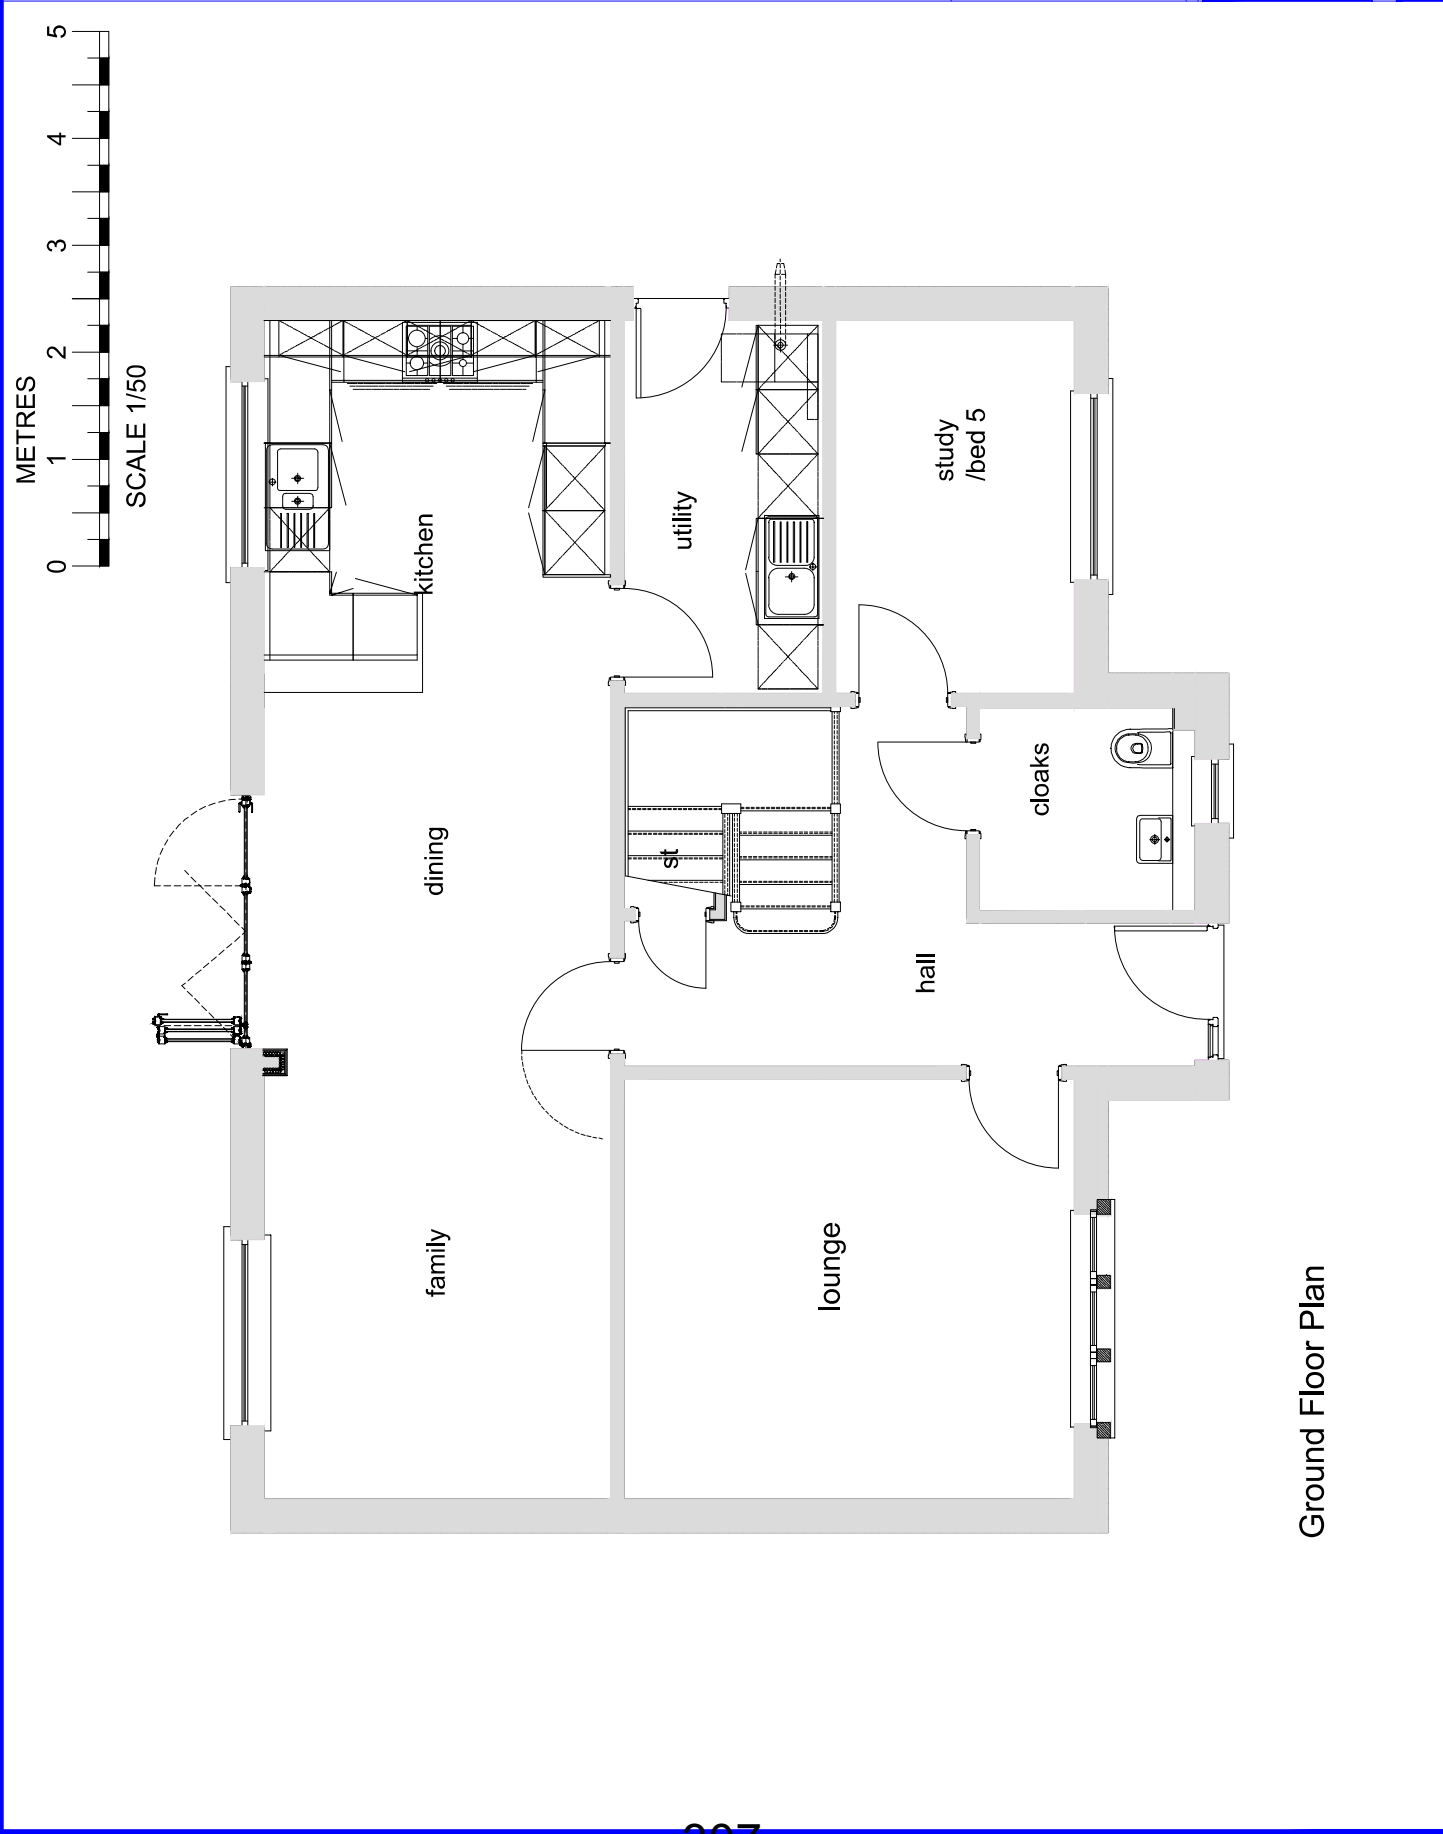 METRES
0 1 2 3 4 5
SCALE 1/50
kitchen
dining
family
utility
st
lounge
hall
study
/bed 5
cloaks
Ground Floor Plan